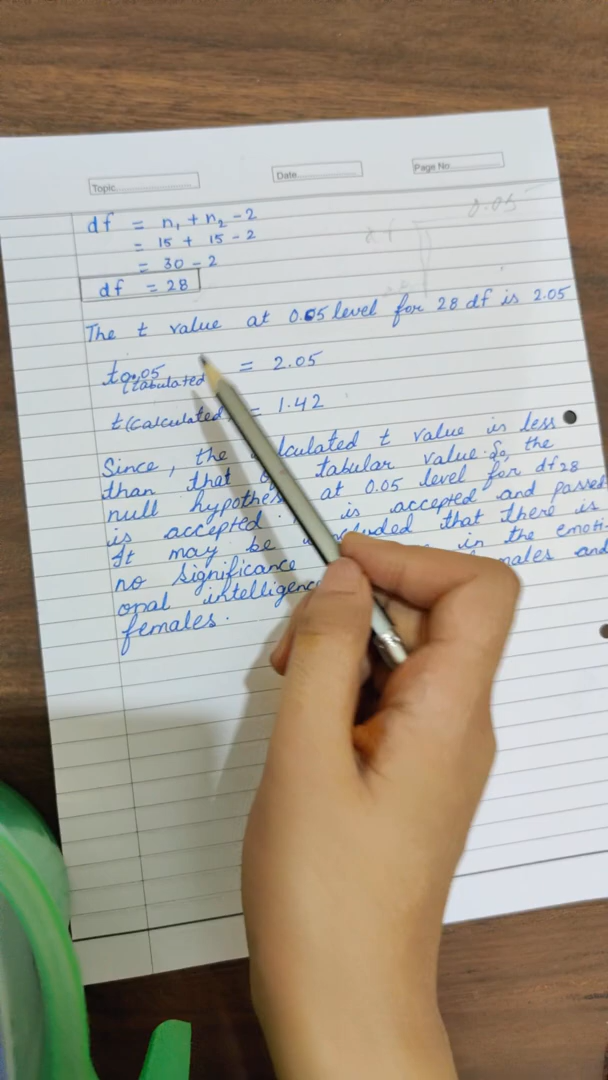 Topic
Date
Page No.
0.05
df = n₁ + n₂ - 2
= 15 + 15 - 2
= 30 - 2
df = 28
The t value at 0.05 level for 28 df is 2.05
t0.05 (tabulated = 2.05
t (Calculated) = 1.42
Since, the calculated t value is less
than that tabular value. So, the
null hypothes at 0.05 level for df 28
is accepted. is accepted and passed
It may be concluded that there is
no significance in the emoti
onal intelligence males and
females.